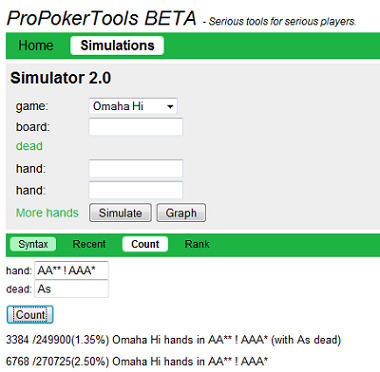 ProPokerTools BETA - Serious tools for serious players.
Home Simulations
Simulator 2.0
game: Omaha Hi
board:
dead
hand:
hand:
More hands Simulate Graph
Syntax Recent Count Rank
hand: AA** ! AAA*
dead: As
Count
3384 /249900(1.35%) Omaha Hi hands in AA** ! AAA* (with As dead)
6768 /270725(2.50%) Omaha Hi hands in AA** ! AAA*